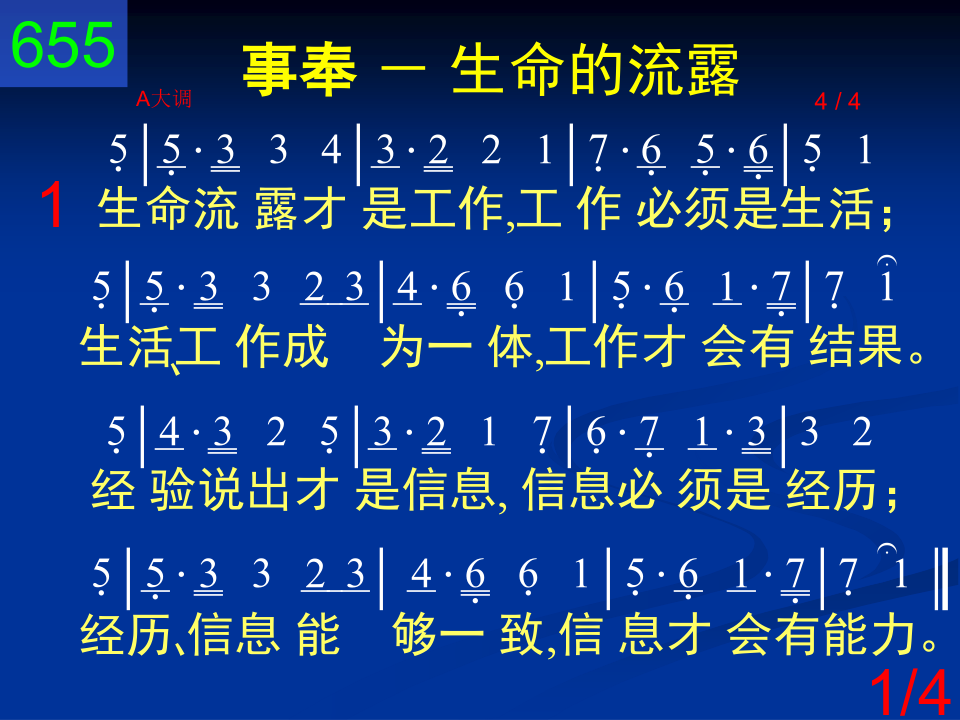 655
事奉 － 生命的流露
A大调 4 / 4
5̣ | 5̣ · 3 3 4 | 3 · 2 2 1 | 7̣ · 6̣ 5̣ · 6̣ | 5̣ 1
1 生命流 露才 是工作,工 作 必须是生活；
5̣ | 5̣ · 3 3 2 3 | 4 · 6̣ 6̣ 1 | 5̣ · 6̣ 1 · 7̣ | 7̣ 1
生活、工 作成 为一 体,工作才 会有 结果。
5̣ | 4 · 3 2 5̣ | 3 · 2 1 7̣ | 6̣ · 7̣ 1 · 3 | 3 2
经 验说出才 是信息, 信息必 须是 经历；
5̣ | 5̣ · 3 3 2 3 | 4 · 6̣ 6̣ 1 | 5̣ · 6̣ 1 · 7̣ | 7̣ 1 ‖
经历、信息 能 够一 致,信 息才 会有能力。
1/4